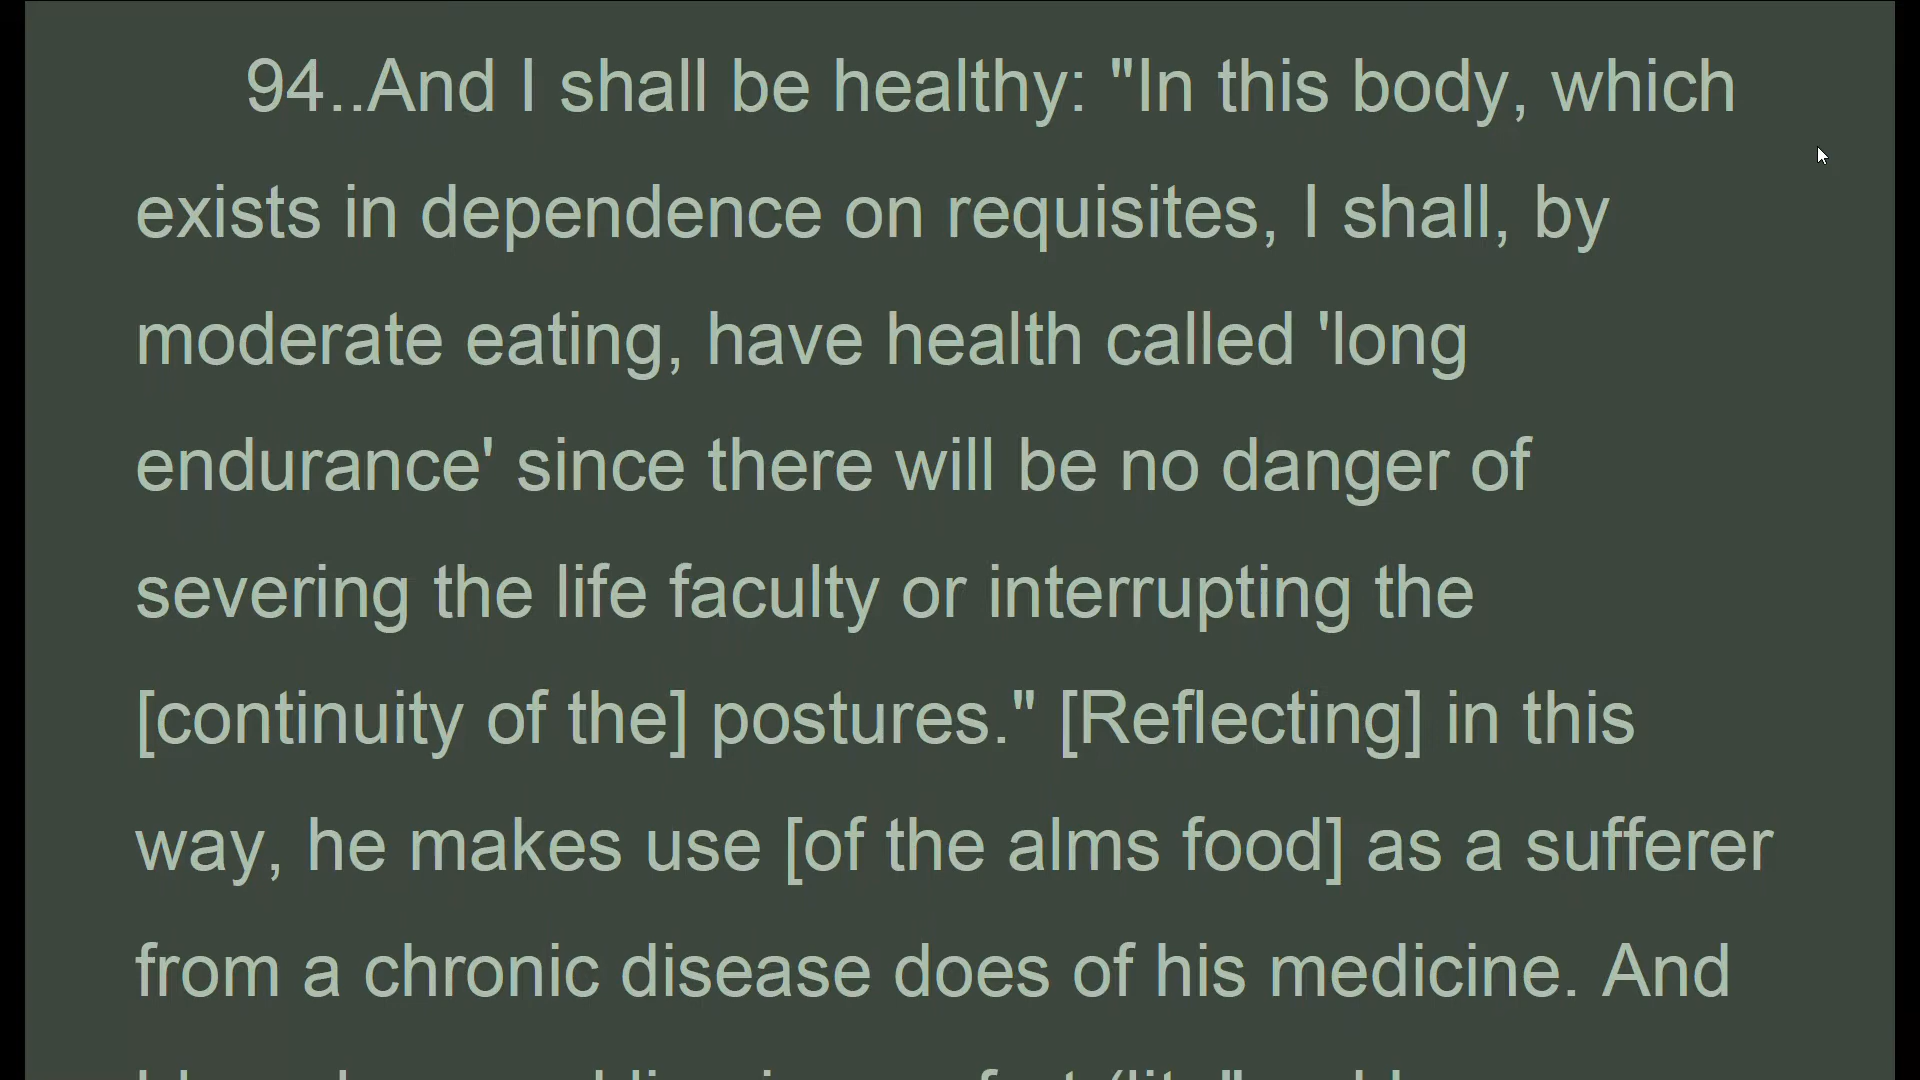 94..And I shall be healthy: "In this body, which
exists in dependence on requisites, I shall, by
moderate eating, have health called 'long
endurance' since there will be no danger of
severing the life faculty or interrupting the
[continuity of the] postures." [Reflecting] in this
way, he makes use [of the alms food] as a sufferer
from a chronic disease does of his medicine. And